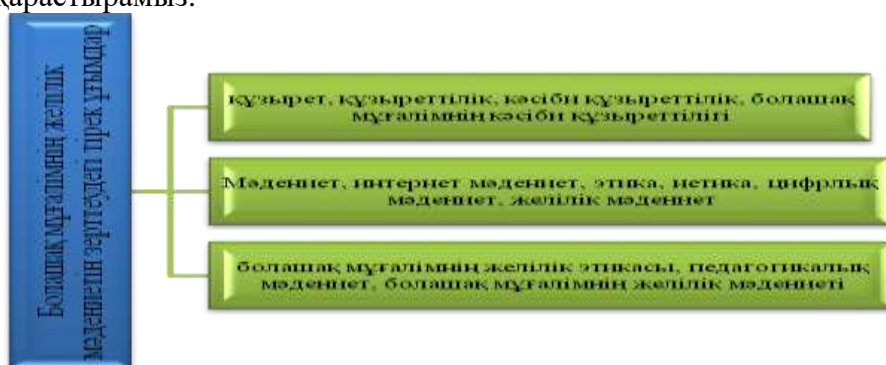 қарастырамыз.
Болашақ мұғалімнің желілік
мәдениетін зерттеудегі тірек ұғымдар
құзырет, құзыреттілік, кәсіби құзыреттілік, болашақ
мұғалімнің кәсіби құзыреттілігі
Мәдениет, интернет мәдениет, этика, нетика, цифрлық
мәдениет, желілік мәдениет
болашақ мұғалімнің желілік этикасы, педагогикалық
мәдениет, болашақ мұғалімнің желілік мәдениеті